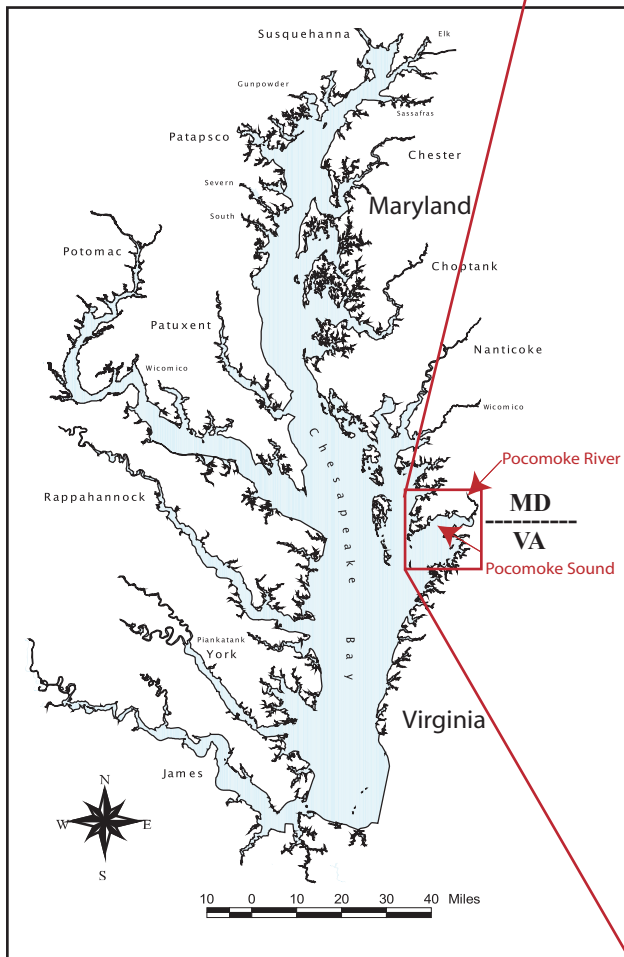 Susquehanna
Elk
Gunpowder
Sassafras
Patapsco
Chester
Severn
Maryland
South
Potomac
Choptank
Patuxent
Nanticoke
Wicomico
Wicomico
Chesapeake Bay
Pocomoke River
Rappahannock
MD
VA
Pocomoke Sound
Piankatank
York
Virginia
James
N
W E
S
10 0 10 20 30 40 Miles